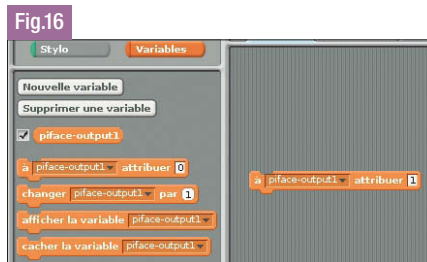 Fig.16
Stylo Variables
Nouvelle variable
Supprimer une variable
piface-output1
à piface-output1 attribuer 0
changer piface-output1 par 1
afficher la variable piface-output1
cacher la variable piface-output1
à piface-output1 attribuer 1